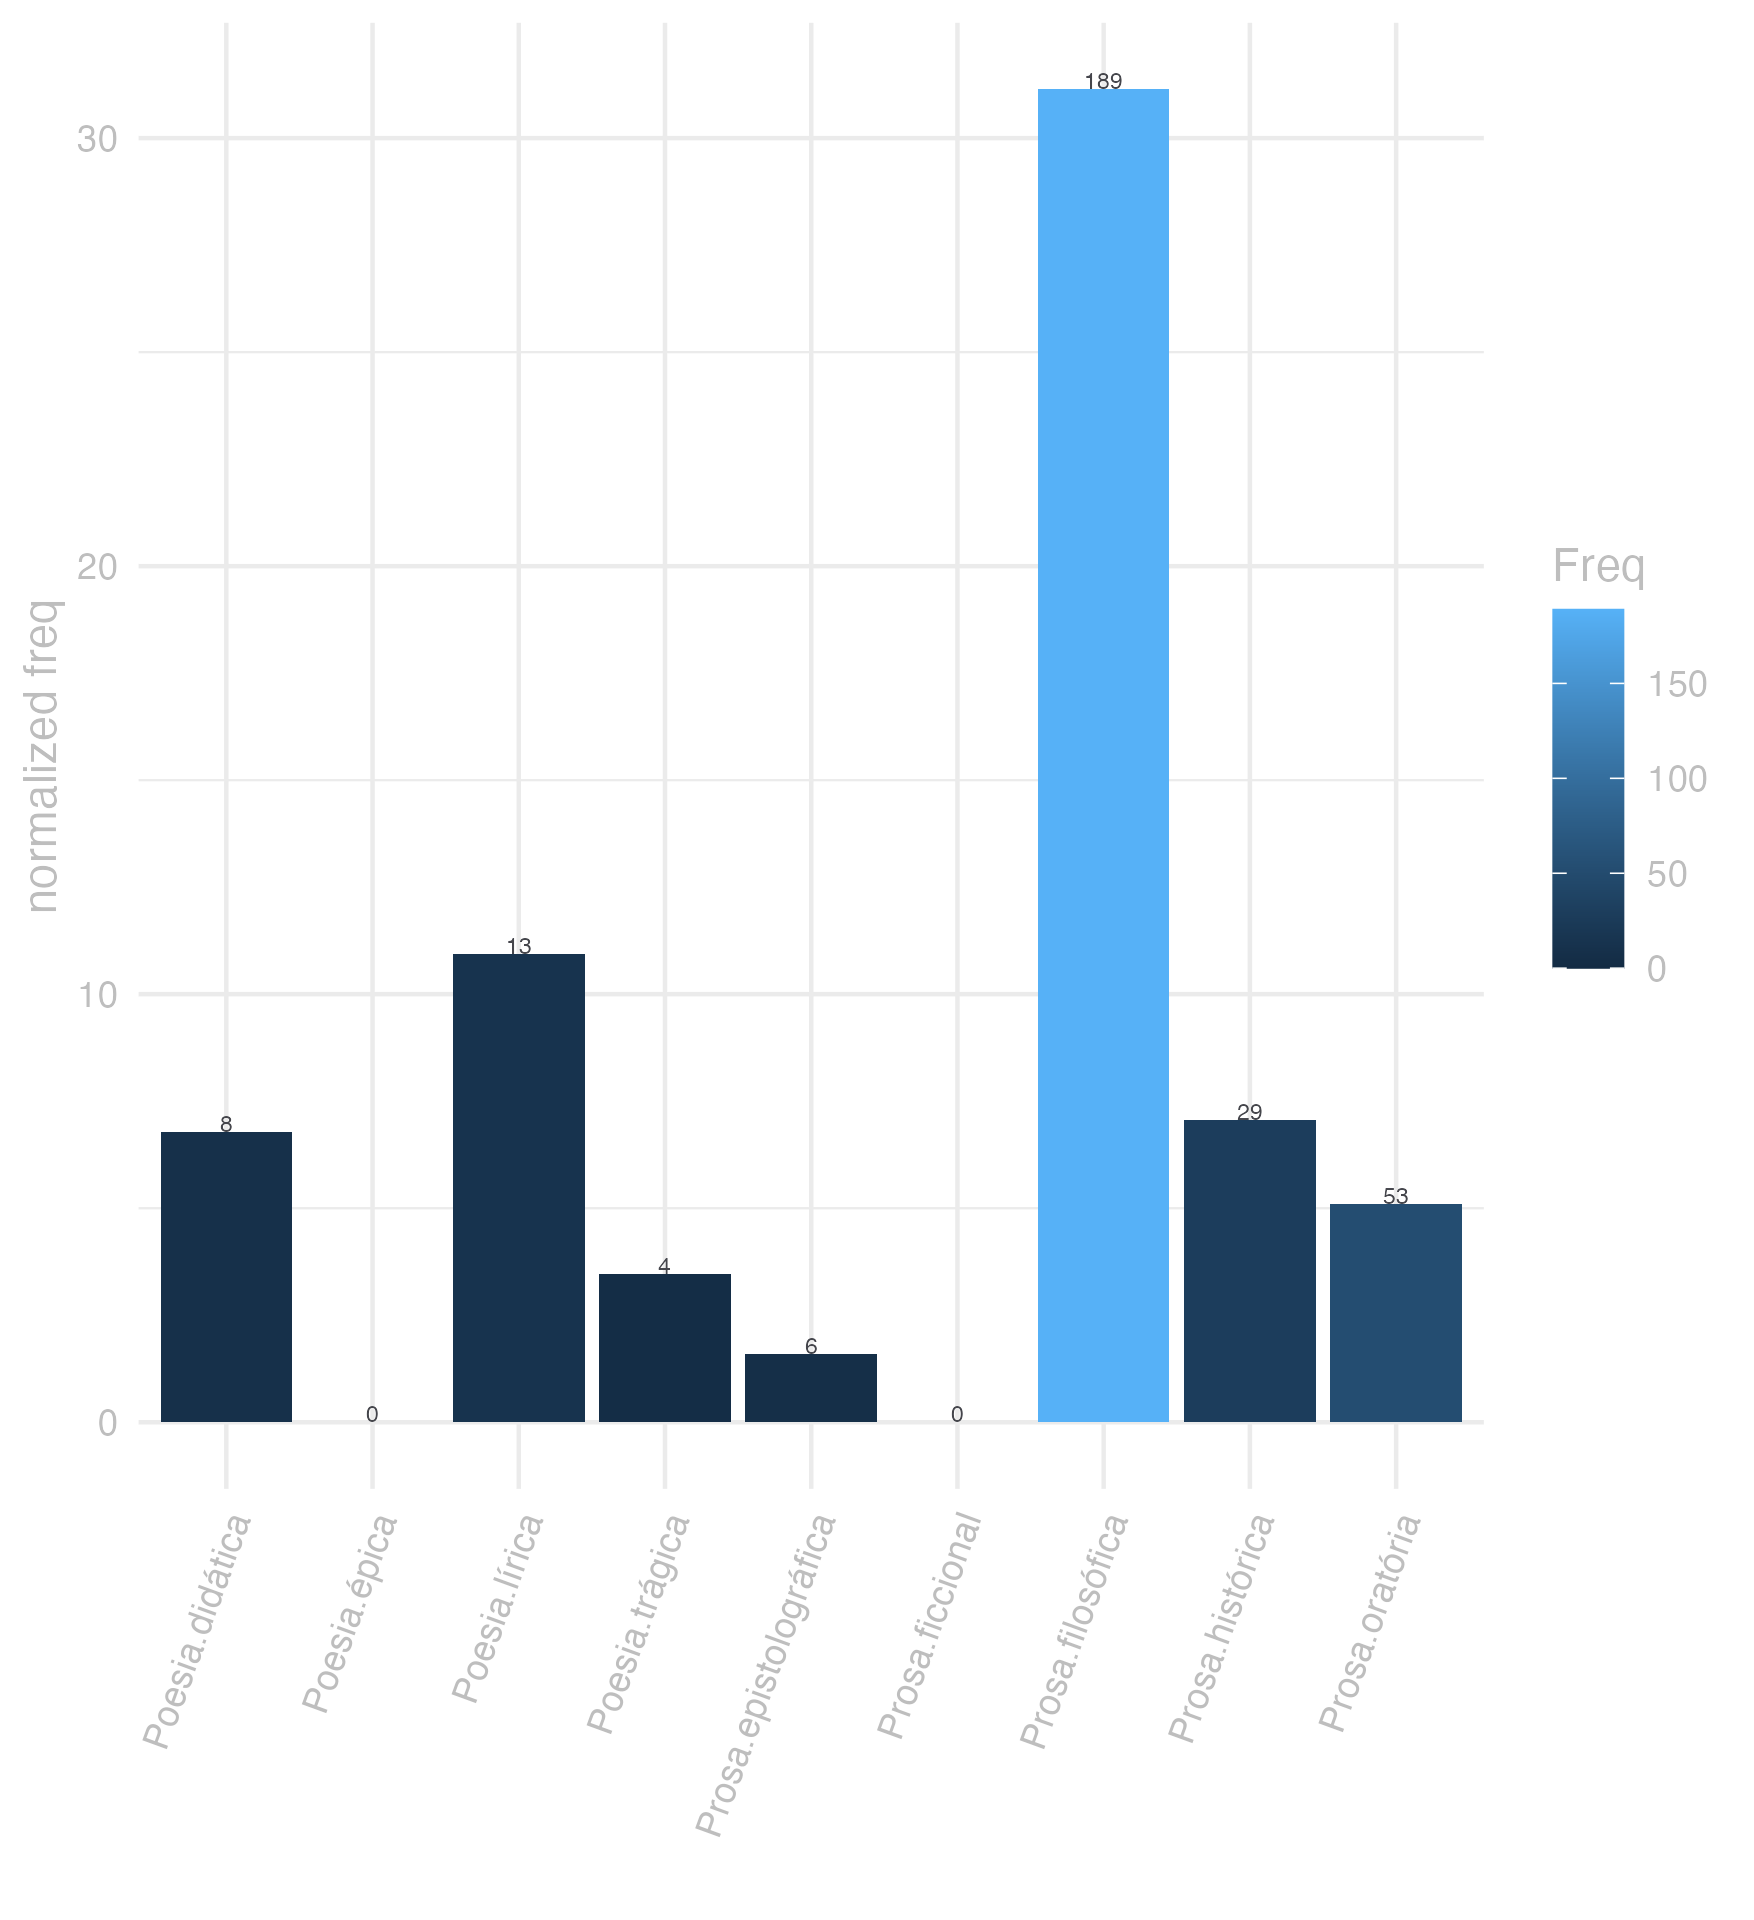 normalized freq
30
20
10
0
8
0
13
4
6
0
189
29
53
Poesia.didática
Poesia.épica
Poesia.lírica
Poesia.trágica
Prosa.epistolográfica
Prosa.ficcional
Prosa.filosófica
Prosa.histórica
Prosa.oratória
Freq
150
100
50
0